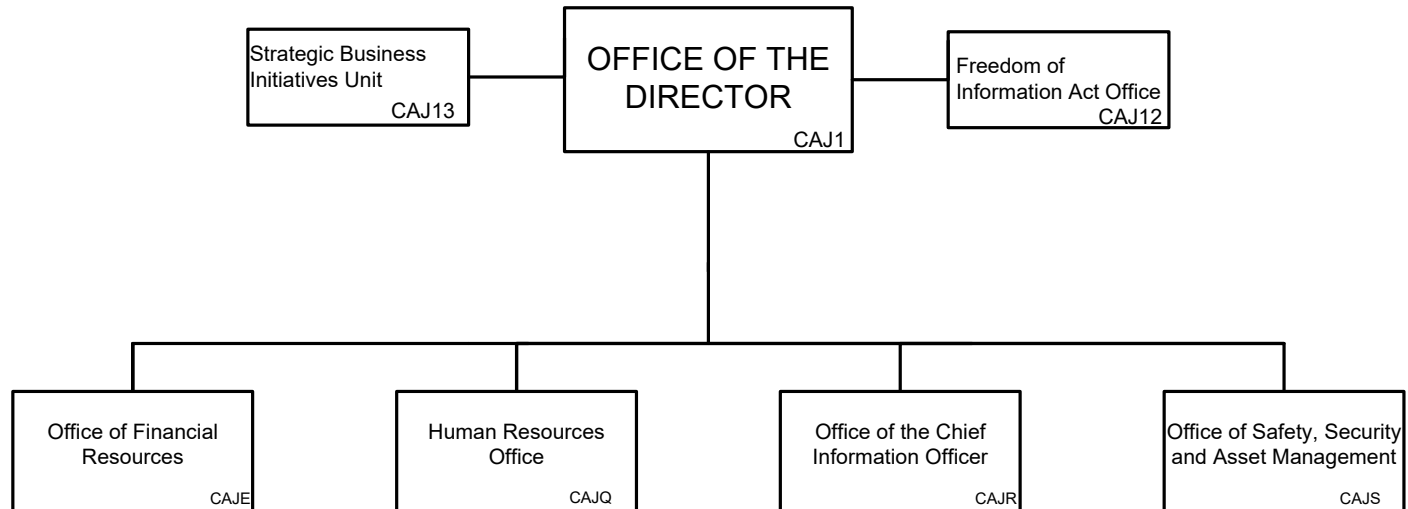 Strategic Business
Initiatives Unit
CAJ13
OFFICE OF THE
DIRECTOR
CAJ1
Freedom of
Information Act Office
CAJ12
Office of Financial
Resources
CAJE
Human Resources
Office
CAJQ
Office of the Chief
Information Officer
CAJR
Office of Safety, Security
and Asset Management
CAJS